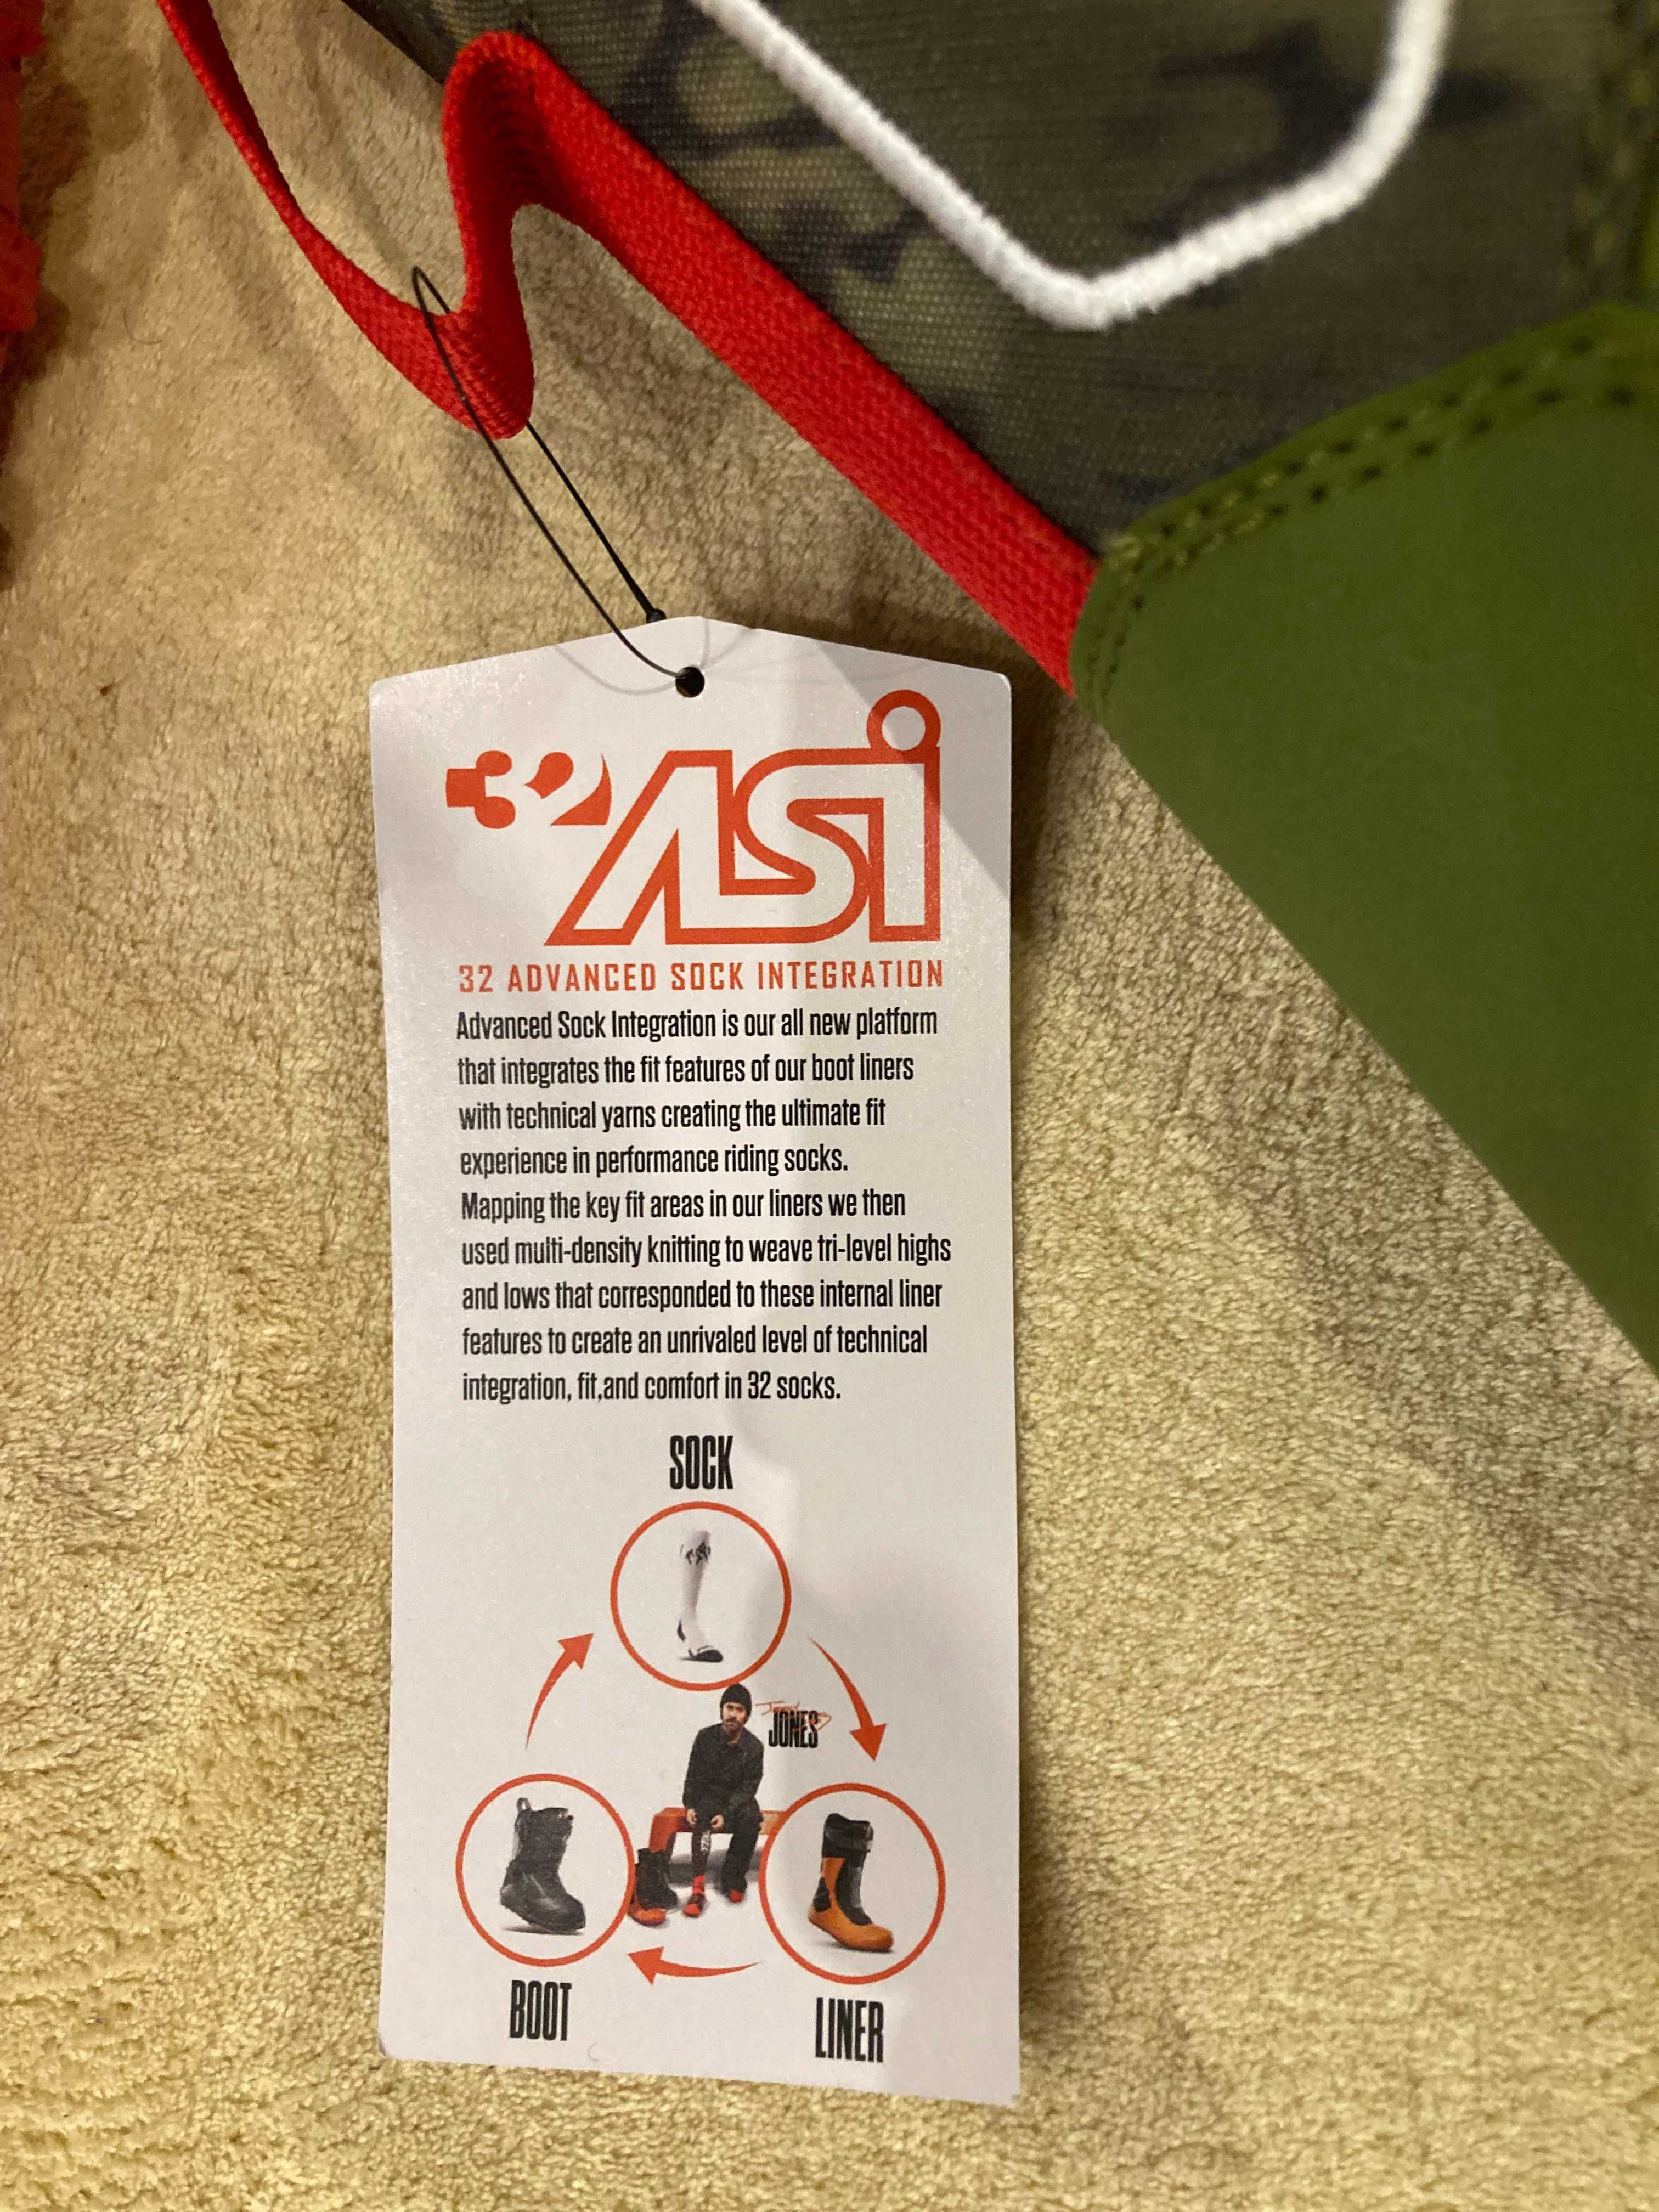 32 ASi
32 ADVANCED SOCK INTEGRATION
Advanced Sock Integration is our all new platform
that integrates the fit features of our boot liners
with technical yarns creating the ultimate fit
experience in performance riding socks.
Mapping the key fit areas in our liners we then
used multi-density knitting to weave tri-level highs
and lows that corresponded to these internal liner
features to create an unrivaled level of technical
integration, fit,and comfort in 32 socks.
SOCK
JONES
BOOT
LINER